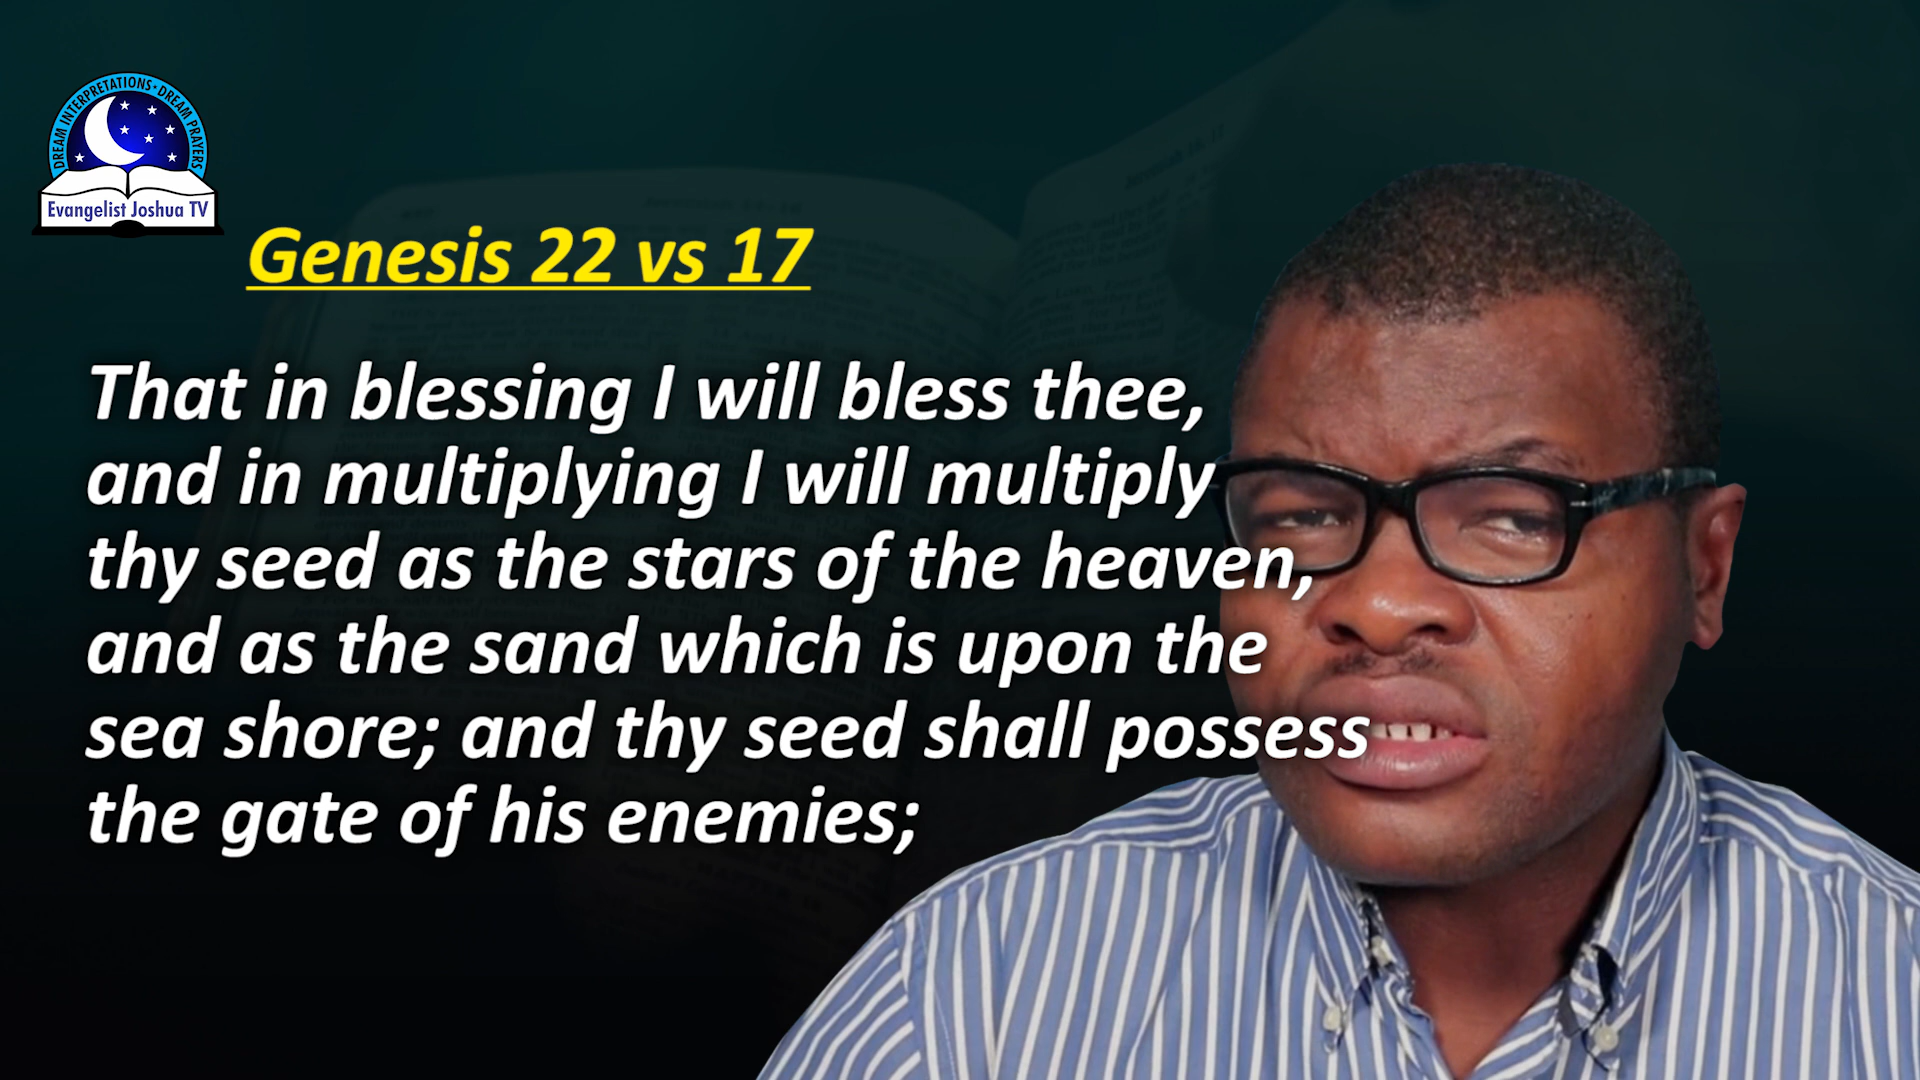 DREAM INTERPRETATIONS • DREAM PRAYERS
Evangelist Joshua TV
Genesis 22 vs 17
That in blessing I will bless thee,
and in multiplying I will multiply
thy seed as the stars of the heaven,
and as the sand which is upon the
sea shore; and thy seed shall possess
the gate of his enemies;